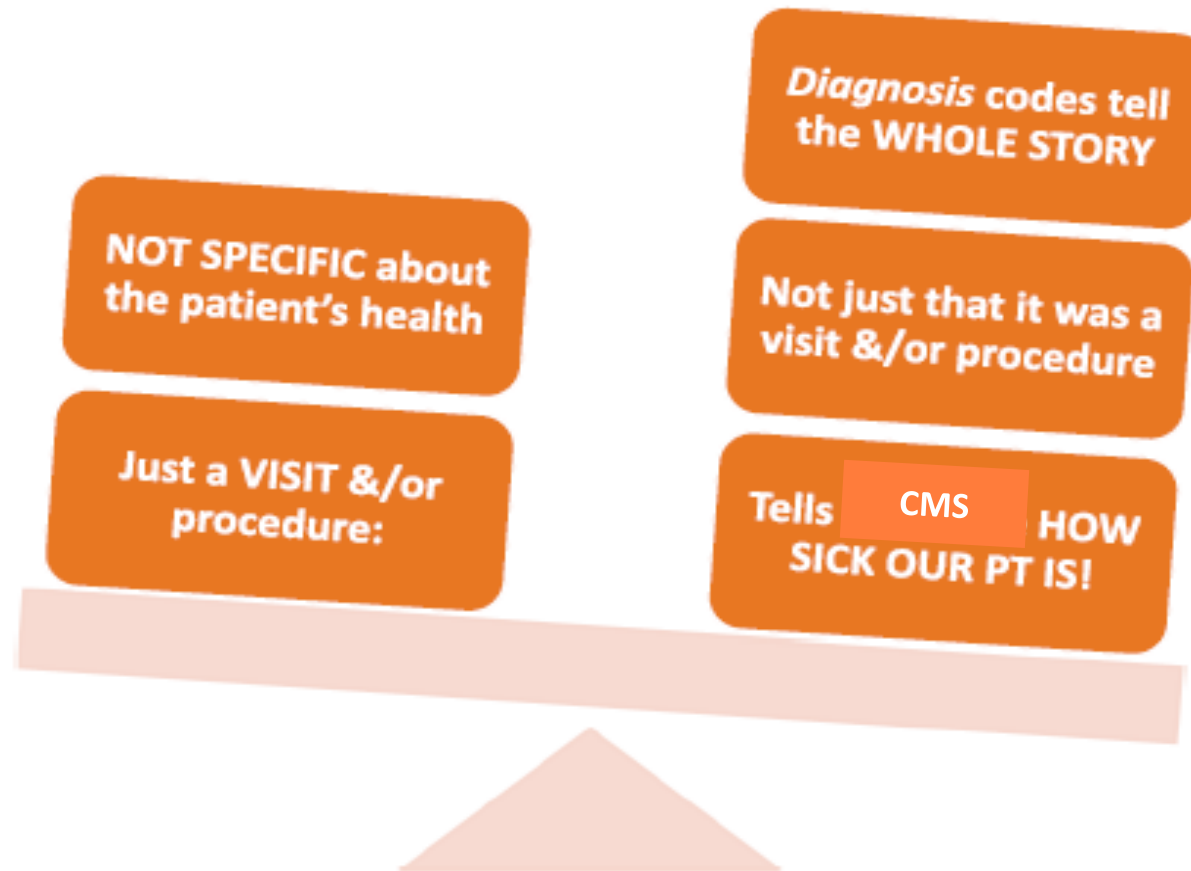 NOT SPECIFIC about
the patient's health
Just a VISIT &/or
procedure:
Diagnosis codes tell
the WHOLE STORY
Not just that it was a
visit &/or procedure
Tells CMS HOW
SICK OUR PT IS!